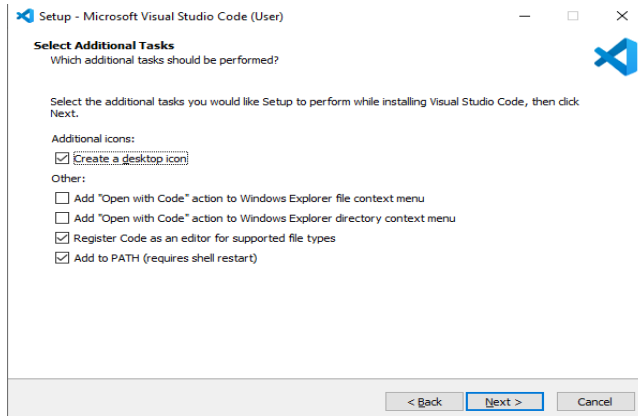 Setup - Microsoft Visual Studio Code (User)
Select Additional Tasks
Which additional tasks should be performed?
Select the additional tasks you would like Setup to perform while installing Visual Studio Code, then click
Next.
Additional icons:
Create a desktop icon
Other:
Add "Open with Code" action to Windows Explorer file context menu
Add "Open with Code" action to Windows Explorer directory context menu
Register Code as an editor for supported file types
Add to PATH (requires shell restart)
< Back
Next >
Cancel